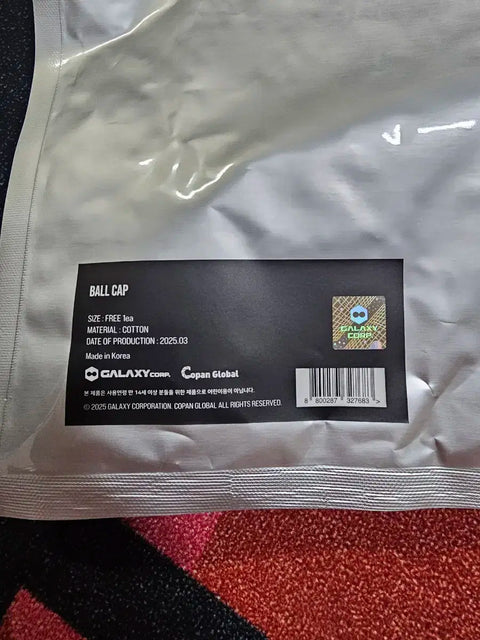 BALL CAP
SIZE : FREE 1ea
MATERIAL : COTTON
DATE OF PRODUCTION : 2025.03
Made in Korea
GALAXY CORP. Copan Global
본 제품은 사용연령 만 14세 이상 분들을 위한 제품으로 어린이용이 아닙니다.
© 2025 GALAXY CORPORATION. COPAN GLOBAL ALL RIGHTS RESERVED.
GALAXY
CORP.
8 800287 327683 >